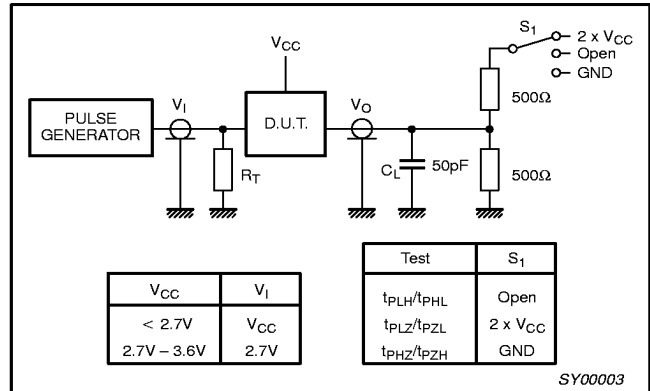 S1
2 x VCC
Open
GND
VCC
500Ω
PULSE GENERATOR
VI
D.U.T.
VO
RT
CL
50pF
500Ω
VCC VI
< 2.7V VCC
2.7V – 3.6V 2.7V
Test S1
tPLH/tPHL Open
tPLZ/tPZL 2 x VCC
tPHZ/tPZH GND
SY00003